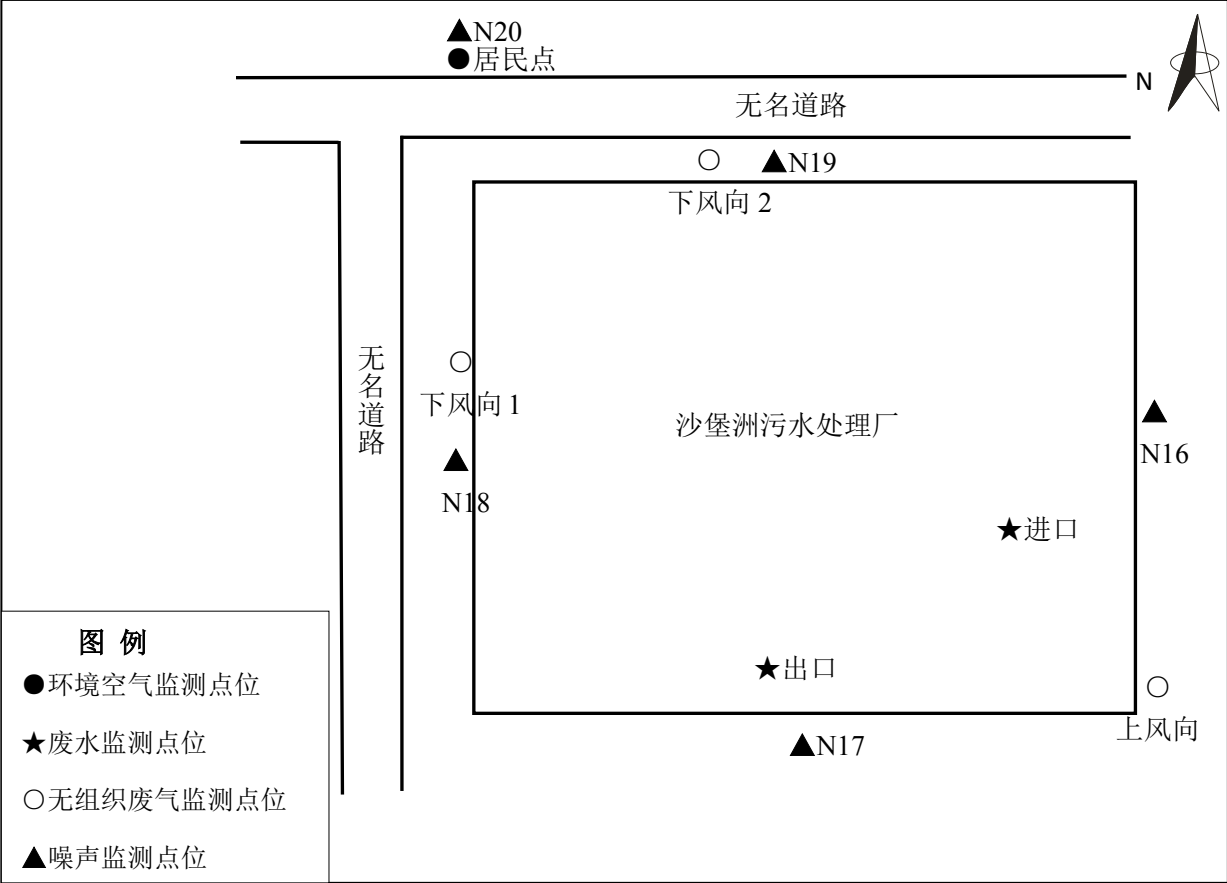 ▲N20
●居民点
N
无名道路
▲N19
下风向 2
无名道路
下风向 1
沙堡洲污水处理厂
N16
N18
★进口
图 例
●环境空气监测点位
★出口
★废水监测点位
上风向
▲N17
○无组织废气监测点位
▲噪声监测点位